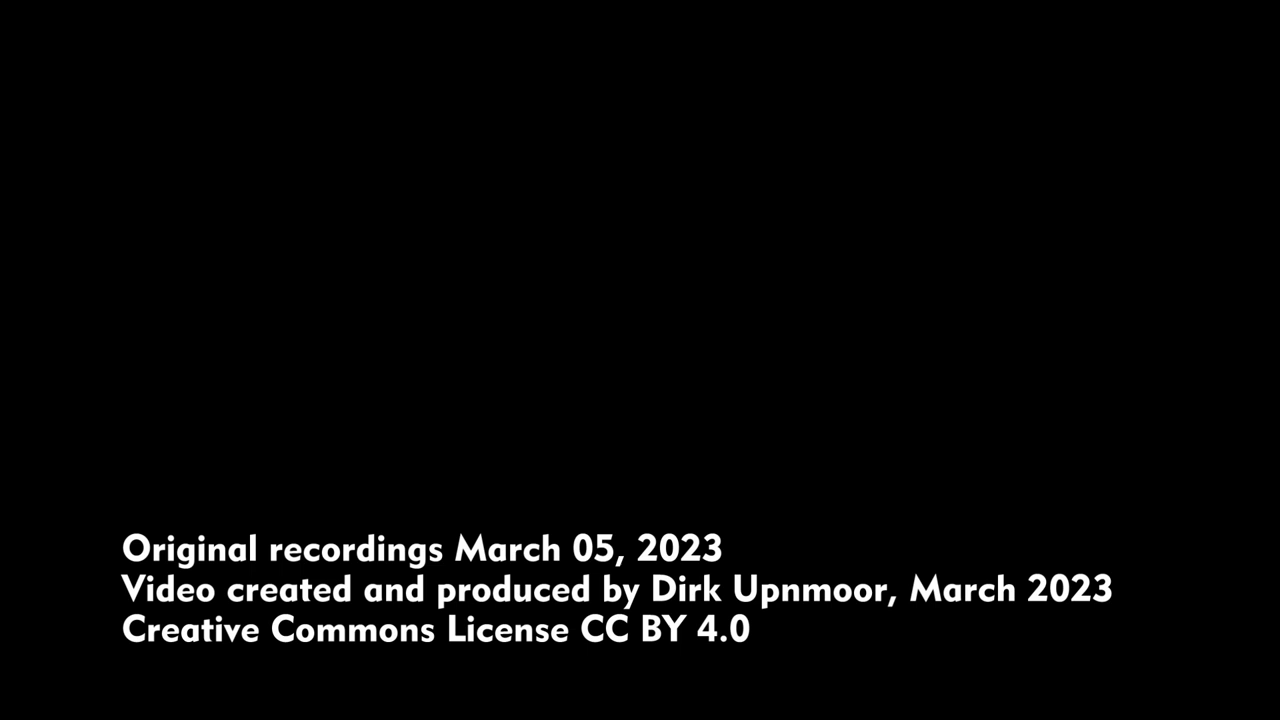 Original recordings March 05, 2023
Video created and produced by Dirk Upnmoor, March 2023
Creative Commons License CC BY 4.0